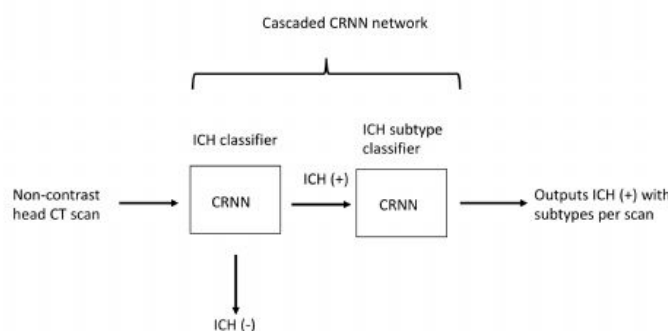 Cascaded CRNN network
ICH classifier
ICH subtype
classifier
Non-contrast
head CT scan
CRNN
ICH (+)
CRNN
Outputs ICH (+) with
subtypes per scan
ICH (-)